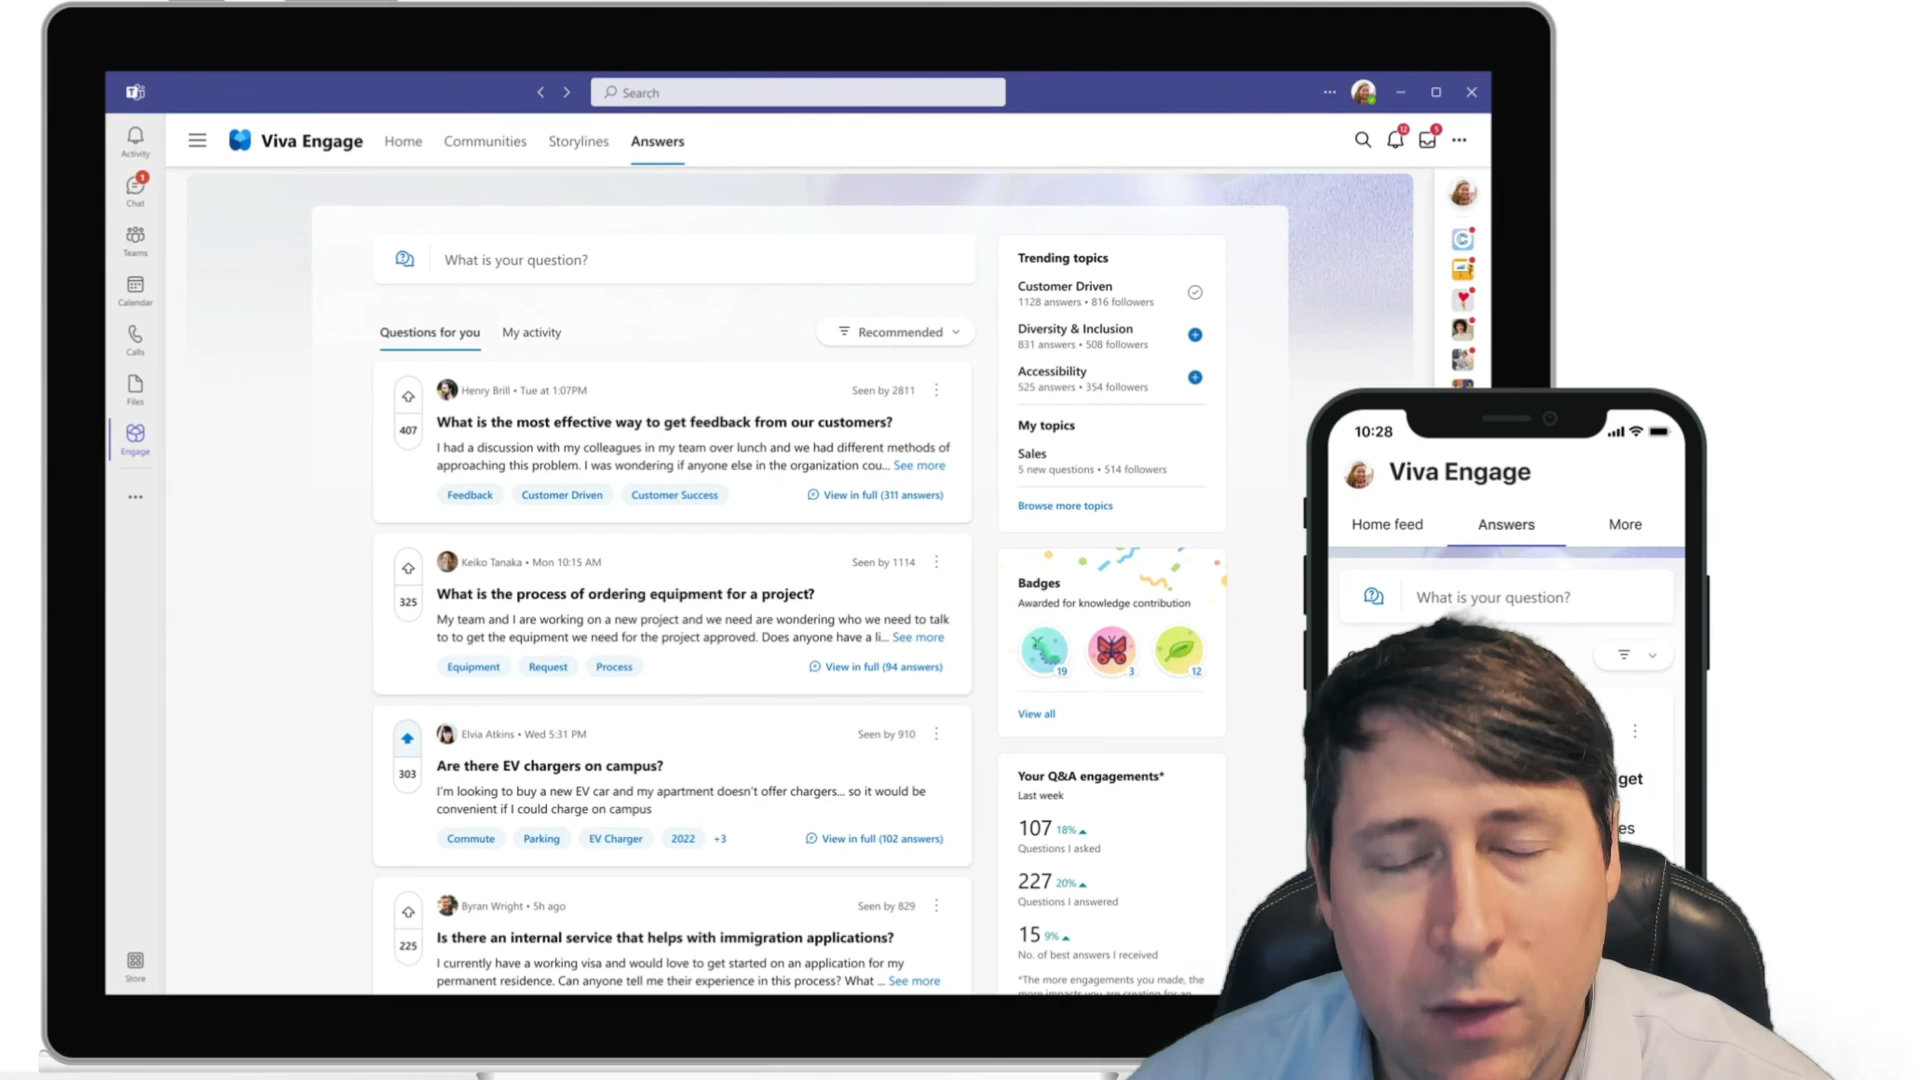 Search
Activity
1
Chat
Teams
Calendar
Calls
Files
Engage
Store
Viva Engage
Home
Communities
Storylines
Answers
12
5
What is your question?
Questions for you
My activity
Recommended
Henry Brill • Tue at 1:07PM
Seen by 2811
407
What is the most effective way to get feedback from our customers?
I had a discussion with my colleagues in my team over lunch and we had different methods of
approaching this problem. I was wondering if anyone else in the organization cou... See more
Feedback
Customer Driven
Customer Success
View in full (311 answers)
Keiko Tanaka • Mon 10:15 AM
Seen by 1114
325
What is the process of ordering equipment for a project?
My team and I are working on a new project and we need are wondering who we need to talk
to to get the equipment we need for the project approved. Does anyone have a li... See more
Equipment
Request
Process
View in full (94 answers)
Elvia Atkins • Wed 5:31 PM
Seen by 910
303
Are there EV chargers on campus?
I'm looking to buy a new EV car and my apartment doesn't offer chargers... so it would be
convenient if I could charge on campus
Commute
Parking
EV Charger
2022
+3
View in full (102 answers)
Byran Wright • 5h ago
Seen by 829
225
Is there an internal service that helps with immigration applications?
I currently have a working visa and would love to get started on an application for my
permanent residence. Can anyone tell me their experience in this process? What ... See more
Trending topics
Customer Driven
1128 answers • 816 followers
Diversity & Inclusion
831 answers • 508 followers
Accessibility
525 answers • 354 followers
My topics
Sales
5 new questions • 514 followers
Browse more topics
Badges
Awarded for knowledge contribution
19
3
12
View all
Your Q&A engagements*
Last week
107 18%
Questions I asked
227 20%
Questions I answered
15 9%
No. of best answers I received
*The more engagements you made, the
more impacts you are creating for an
10:28
Viva Engage
Home feed
Answers
More
What is your question?
get
es